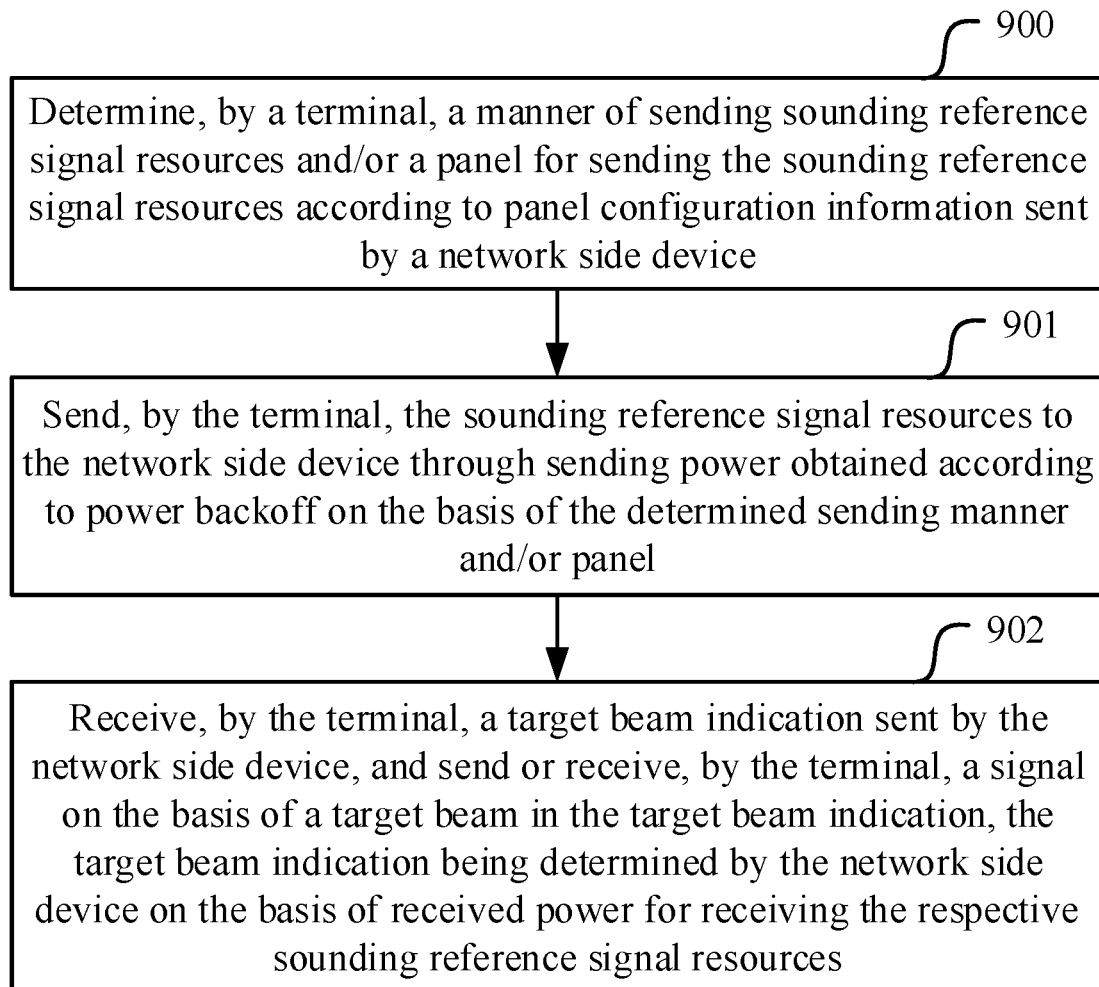 900
Determine, by a terminal, a manner of sending sounding reference
signal resources and/or a panel for sending the sounding reference
signal resources according to panel configuration information sent
by a network side device
901
Send, by the terminal, the sounding reference signal resources to
the network side device through sending power obtained according
to power backoff on the basis of the determined sending manner
and/or panel
902
Receive, by the terminal, a target beam indication sent by the
network side device, and send or receive, by the terminal, a signal
on the basis of a target beam in the target beam indication, the
target beam indication being determined by the network side
device on the basis of received power for receiving the respective
sounding reference signal resources